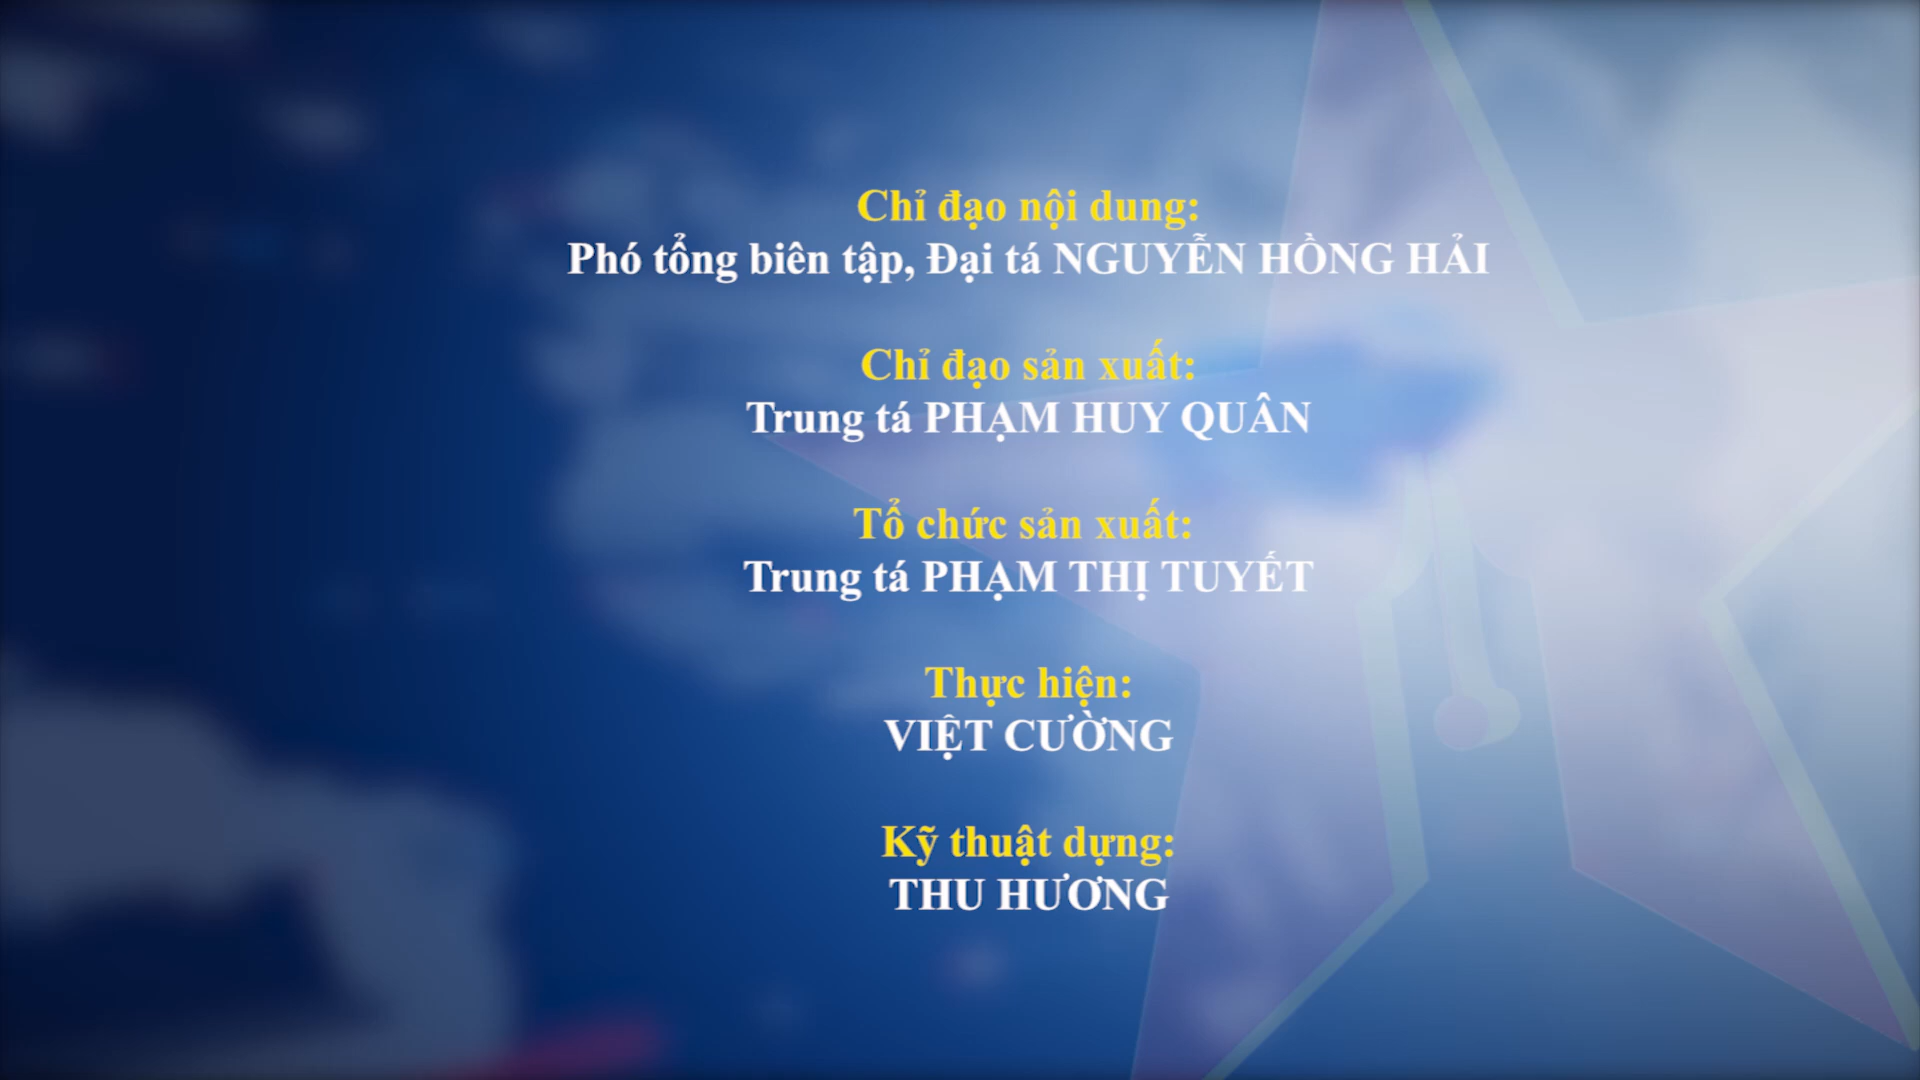 Chỉ đạo nội dung:
Phó tổng biên tập, Đại tá NGUYỄN HỒNG HẢI
Chỉ đạo sản xuất:
Trung tá PHẠM HUY QUÂN
Tổ chức sản xuất:
Trung tá PHẠM THỊ TUYẾT
Thực hiện:
VIỆT CƯỜNG
Kỹ thuật dựng:
THU HƯƠNG